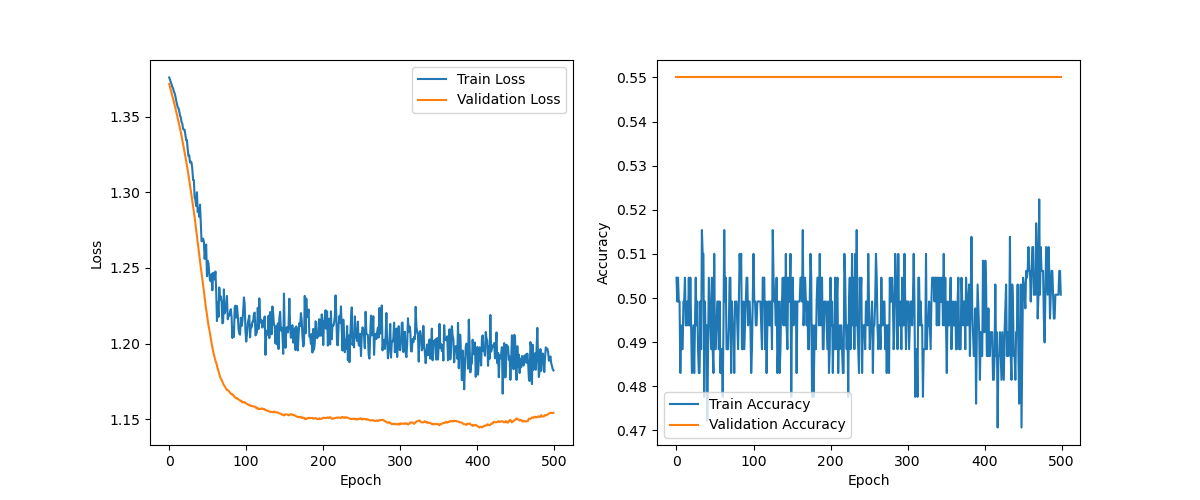 Train Loss
Validation Loss
1.35
1.30
1.25
1.20
1.15
Loss
0 100 200 300 400 500
Epoch
0.55
0.54
0.53
0.52
0.51
0.50
0.49
0.48
0.47
Accuracy
Train Accuracy
Validation Accuracy
0 100 200 300 400 500
Epoch